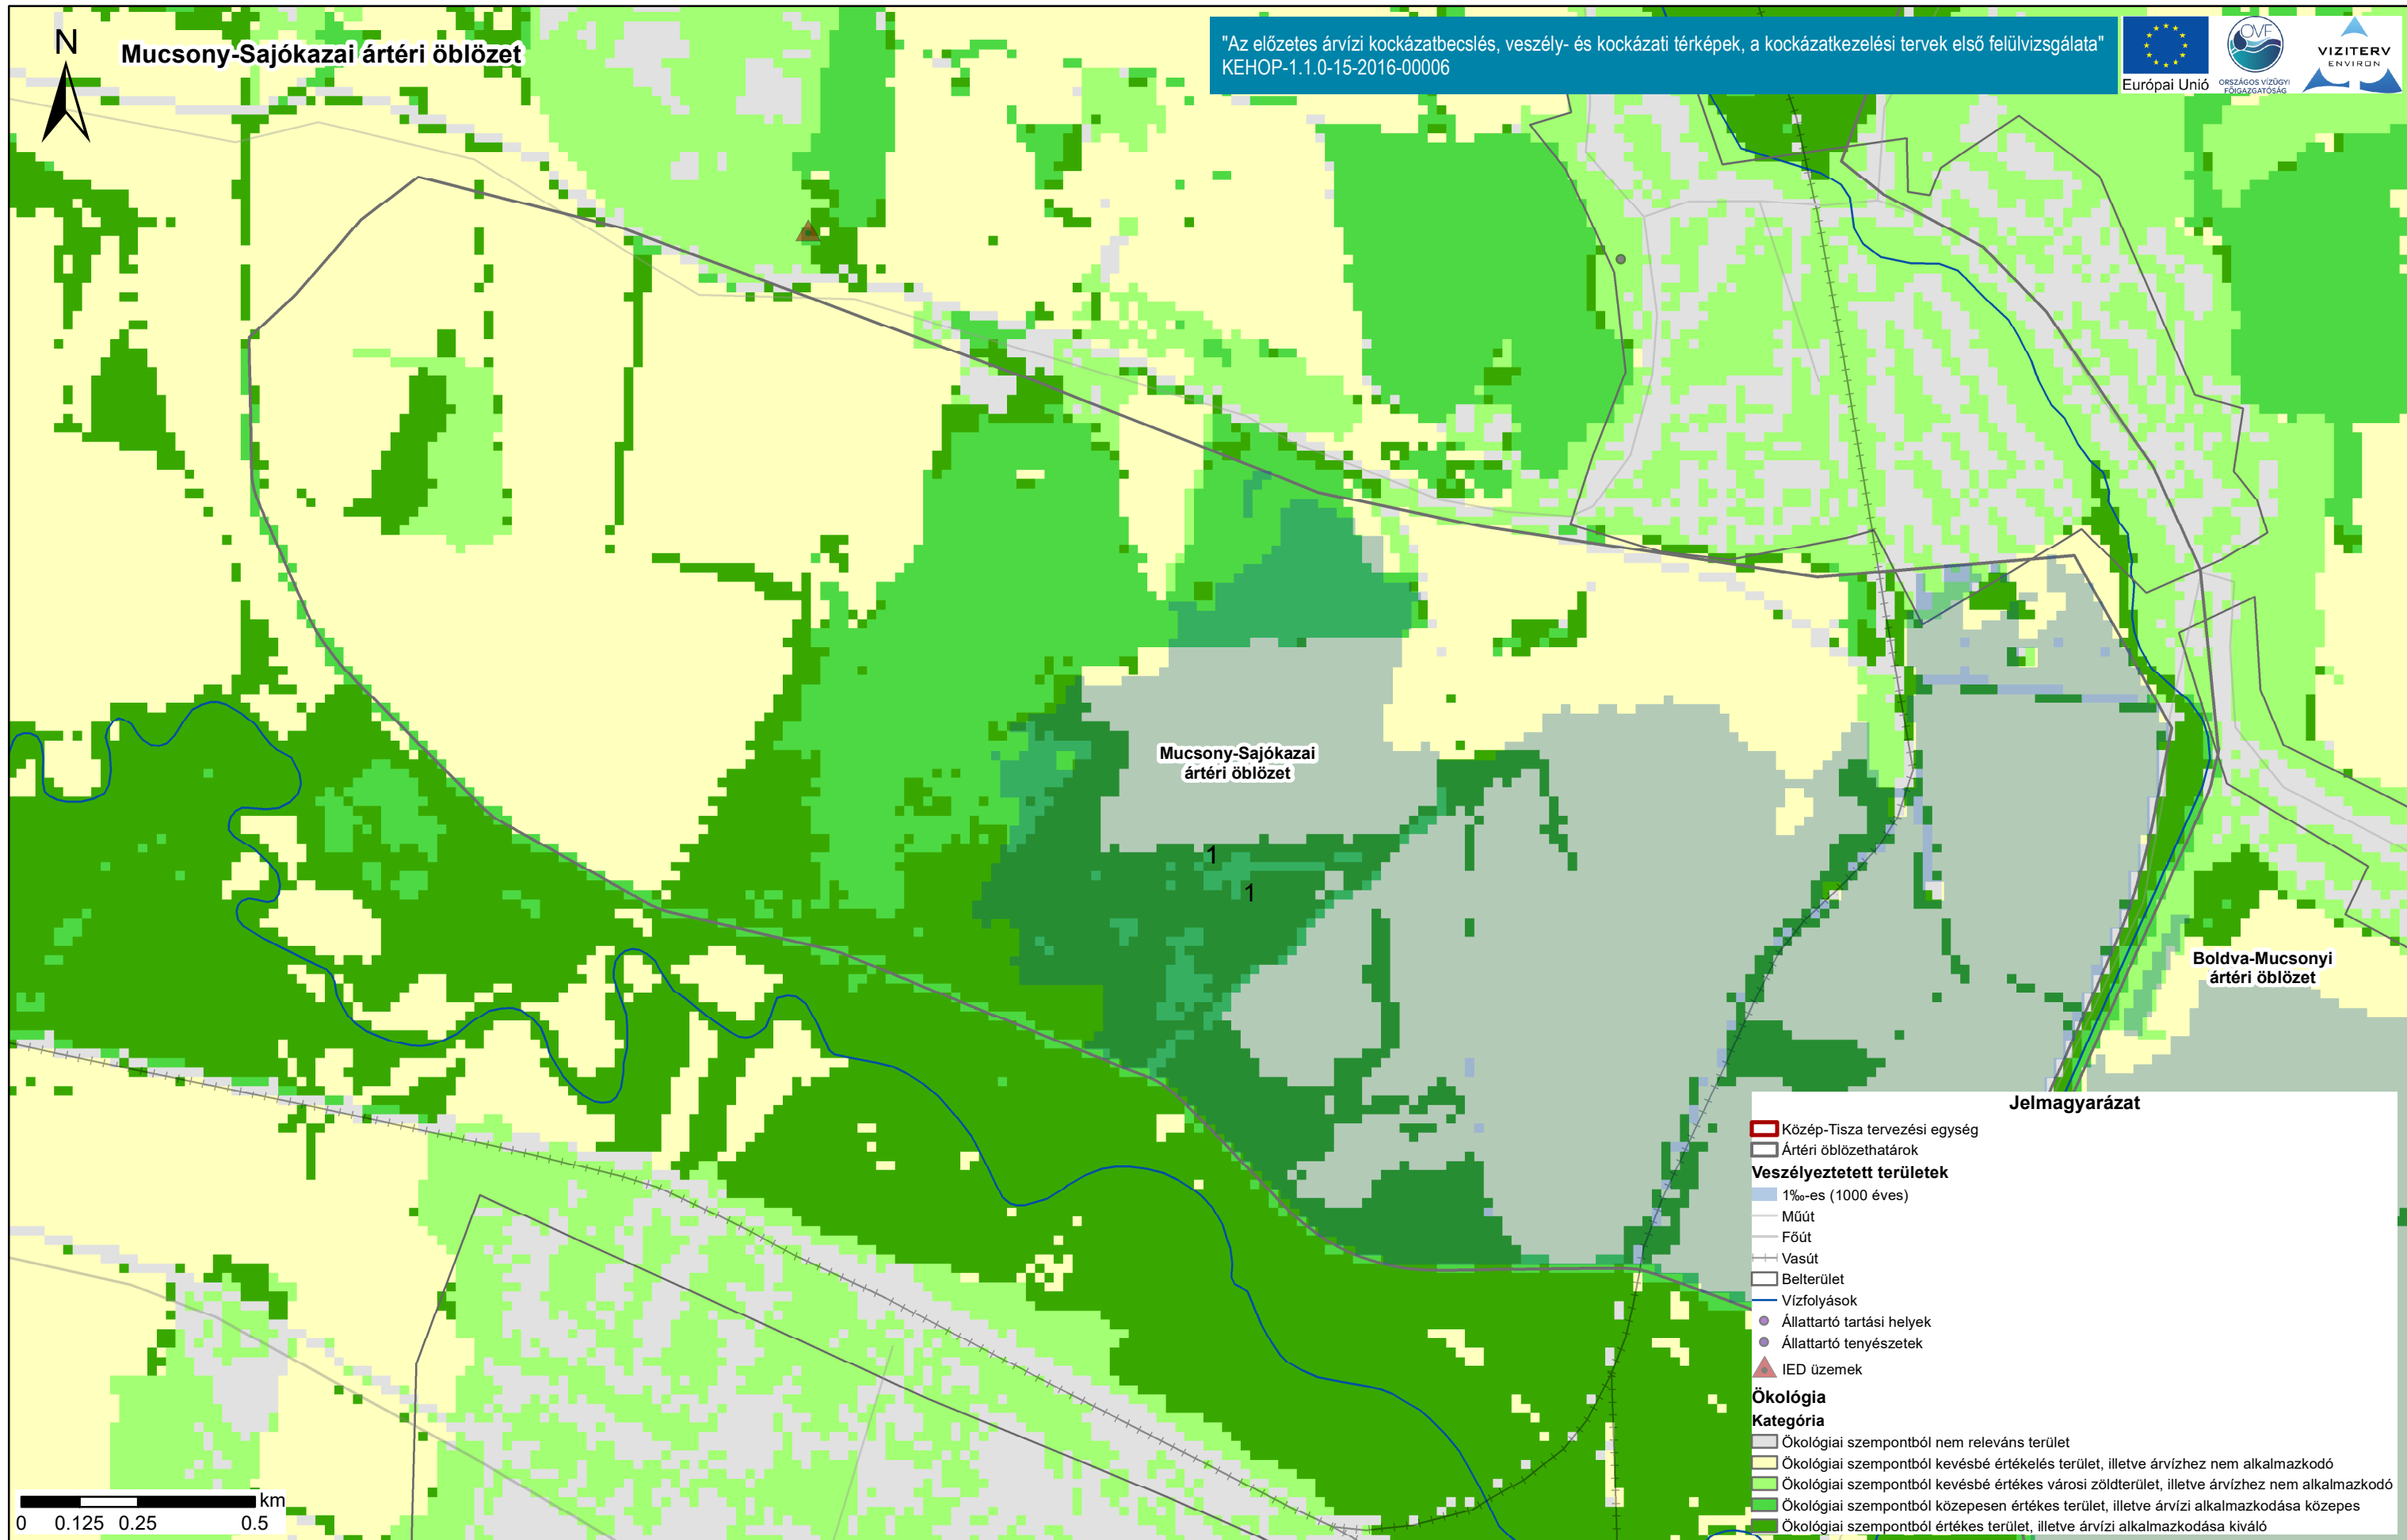 N
Mucsony-Sajókazai ártéri öblözet
"Az előzetes árvízi kockázatbecslés, veszély- és kockázati térképek, a kockázatkezelési tervek első felülvizsgálata"
KEHOP-1.1.0-15-2016-00006
Európai Unió
OVF
ORSZÁGOS VÍZÜGYI
FŐIGAZGATÓSÁG
VIZITERV
ENVIRON
Mucsony-Sajókazai
ártéri öblözet
1
1
Boldva-Mucsonyi
ártéri öblözet
Jelmagyarázat
Közép-Tisza tervezési egység
Ártéri öblözethatárok
Veszélyeztetett területek
1‰-es (1000 éves)
Műút
Főút
Vasút
Belterület
Vízfolyások
Állattartó tartási helyek
Állattartó tenyészetek
IED üzemek
Ökológia
Kategória
Ökológiai szempontból nem releváns terület
Ökológiai szempontból kevésbé értékelés terület, illetve árvízhez nem alkalmazkodó
Ökológiai szempontból kevésbé értékes városi zöldterület, illetve árvízhez nem alkalmazkodó
Ökológiai szempontból közepesen értékes terület, illetve árvízi alkalmazkodása közepes
Ökológiai szempontból értékes terület, illetve árvízi alkalmazkodása kiváló
km
0 0.125 0.25 0.5